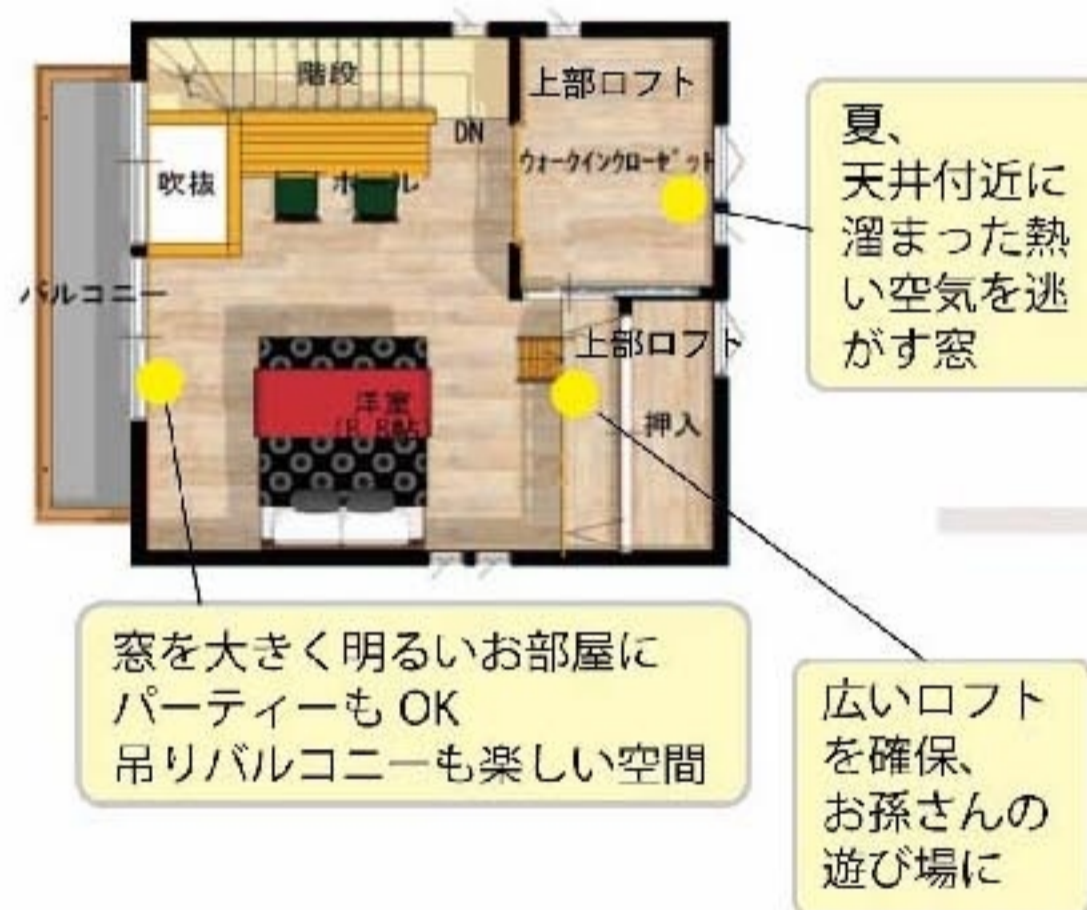 階段
上部ロフト
DN
ウォークインクローゼット
吹抜
バルコニー
上部ロフト
洋室
押入
夏、
天井付近に
溜まった熱
い空気を逃
がす窓
窓を大きく明るいお部屋に
パーティーも OK
吊りバルコニーも楽しい空間
広いロフト
を確保、
お孫さんの
遊び場に